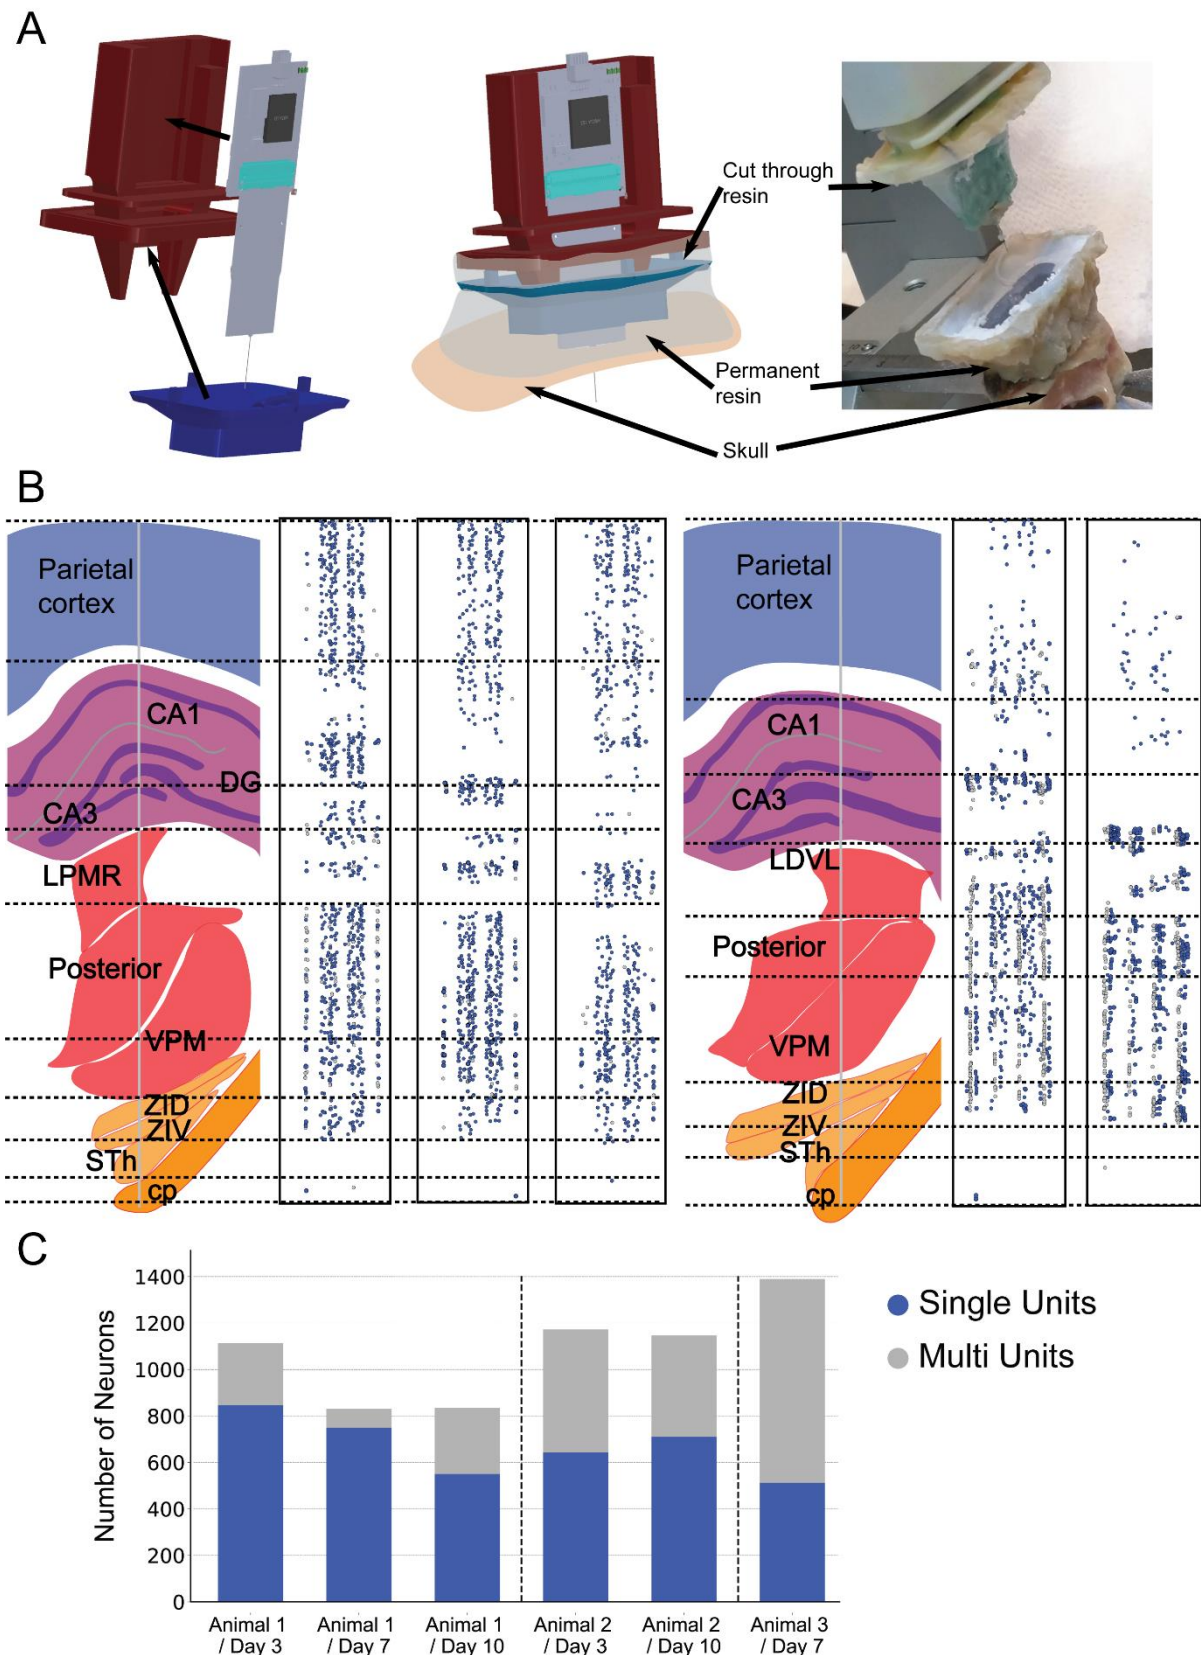 A
Cut through
resin
Permanent
resin
Skull
B
Parietal
cortex
CA1
DG
CA3
LPMR
Posterior
VPM
ZID
ZIV
STh
cp
Parietal
cortex
CA1
CA3
LDVL
Posterior
VPM
ZID
ZIV
STh
cp
C
Number of Neurons
1400
1200
1000
800
600
400
200
0
Animal 1
/ Day 3
Animal 1
/ Day 7
Animal 1
/ Day 10
Animal 2
/ Day 3
Animal 2
/ Day 10
Animal 3
/ Day 7
Single Units
Multi Units